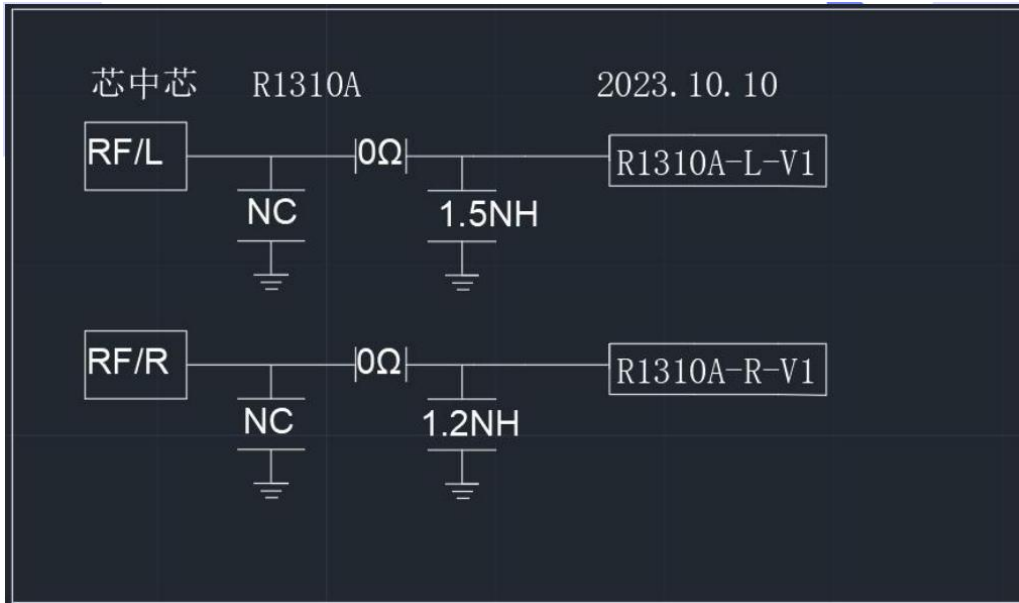 芯中芯 R1310A 2023.10.10
RF/L 0Ω R1310A-L-V1
NC 1.5NH
RF/R 0Ω R1310A-R-V1
NC 1.2NH